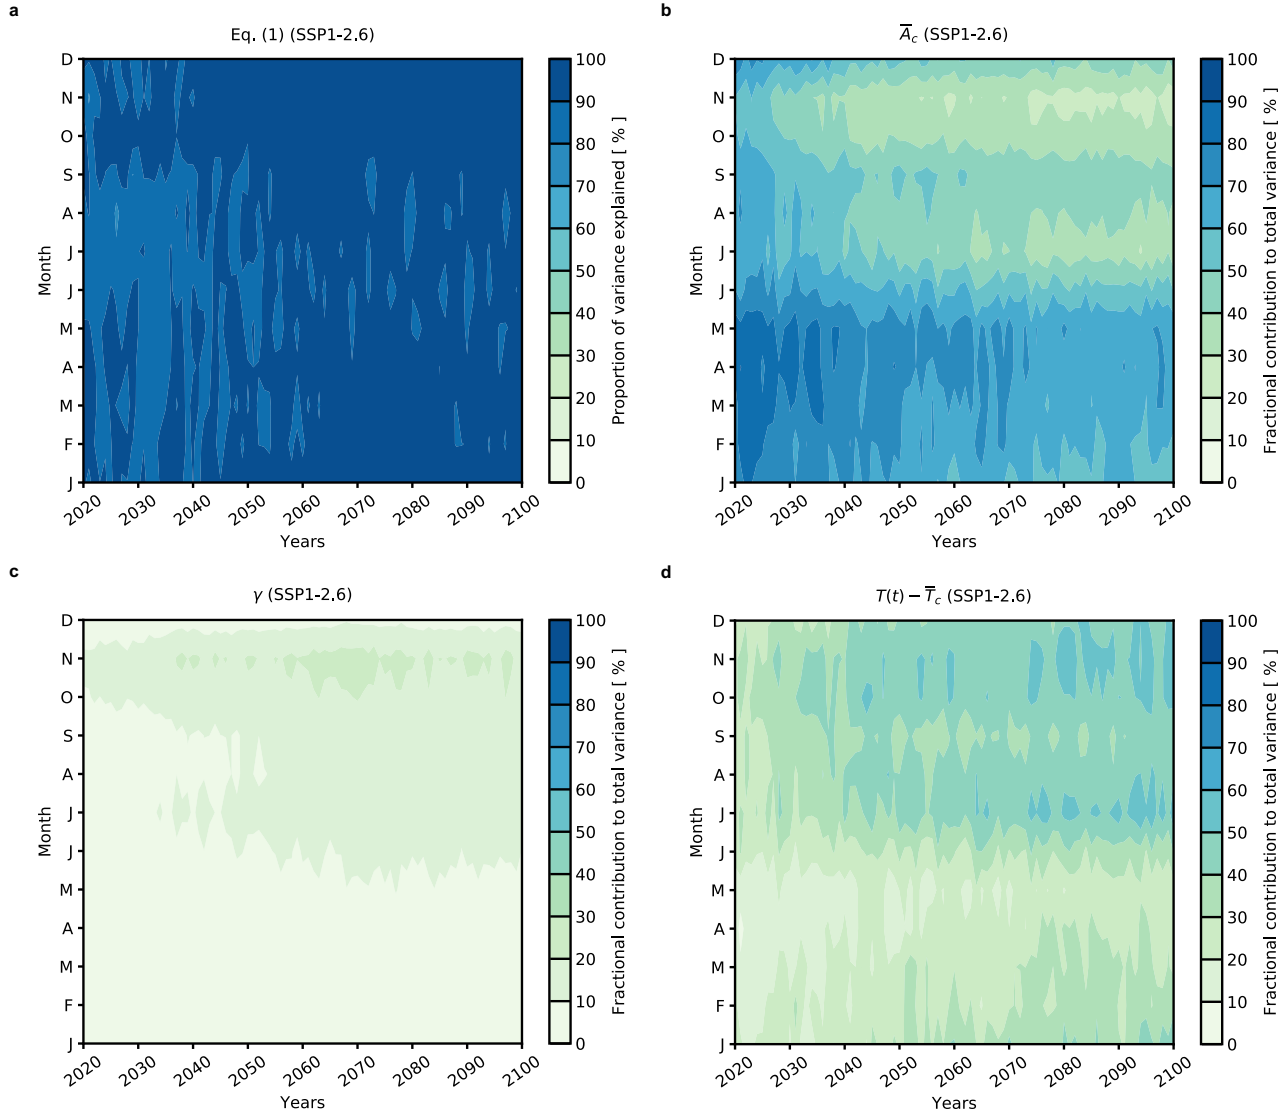 a
Eq. (1) (SSP1-2.6)
D
N
O
S
A
J
J
M
A
M
F
J
Month
2020
2030
2040
2050
2060
2070
2080
2090
2100
Years
100
90
80
70
60
50
40
30
20
10
0
Proportion of variance explained [ % ]
b
A̅_c (SSP1-2.6)
D
N
O
S
A
J
J
M
A
M
F
J
Month
2020
2030
2040
2050
2060
2070
2080
2090
2100
Years
100
90
80
70
60
50
40
30
20
10
0
Fractional contribution to total variance [ % ]
c
γ (SSP1-2.6)
D
N
O
S
A
J
J
M
A
M
F
J
Month
2020
2030
2040
2050
2060
2070
2080
2090
2100
Years
100
90
80
70
60
50
40
30
20
10
0
Fractional contribution to total variance [ % ]
d
T(t) − T̅_c (SSP1-2.6)
D
N
O
S
A
J
J
M
A
M
F
J
Month
2020
2030
2040
2050
2060
2070
2080
2090
2100
Years
100
90
80
70
60
50
40
30
20
10
0
Fractional contribution to total variance [ % ]